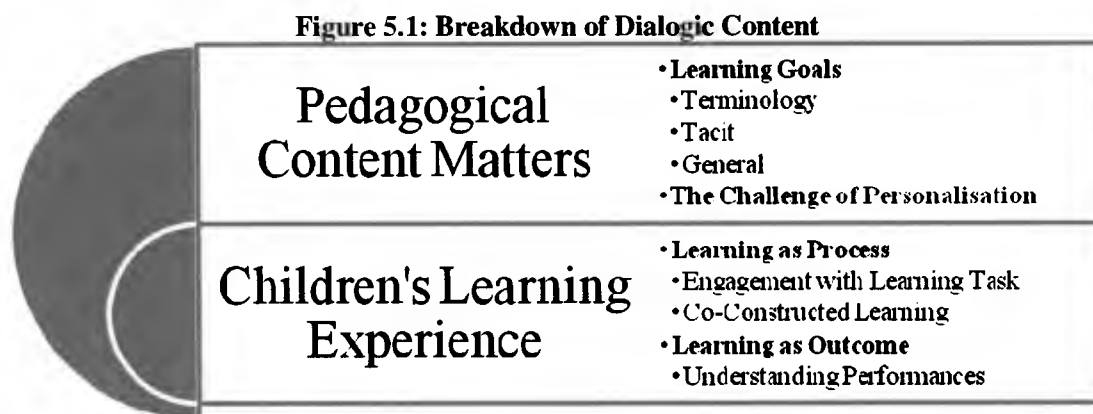 Figure 5.1: Breakdown of Dialogic Content
Pedagogical
Content Matters
•Learning Goals
•Terminology
•Tacit
•General
•The Challenge of Personalisation
Children's Learning
Experience
•Learning as Process
•Engagement with Learning Task
•Co-Constructed Learning
•Learning as Outcome
•Understanding Performances